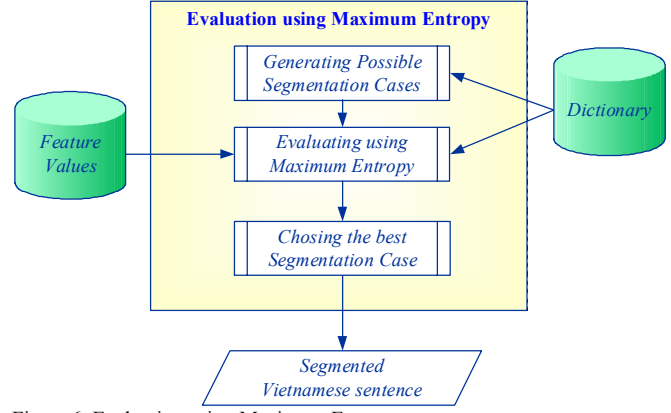 Evaluation using Maximum Entropy
Generating Possible
Segmentation Cases
Dictionary
Feature
Values
Evaluating using
Maximum Entropy
Chosing the best
Segmentation Case
Segmented
Vietnamese sentence